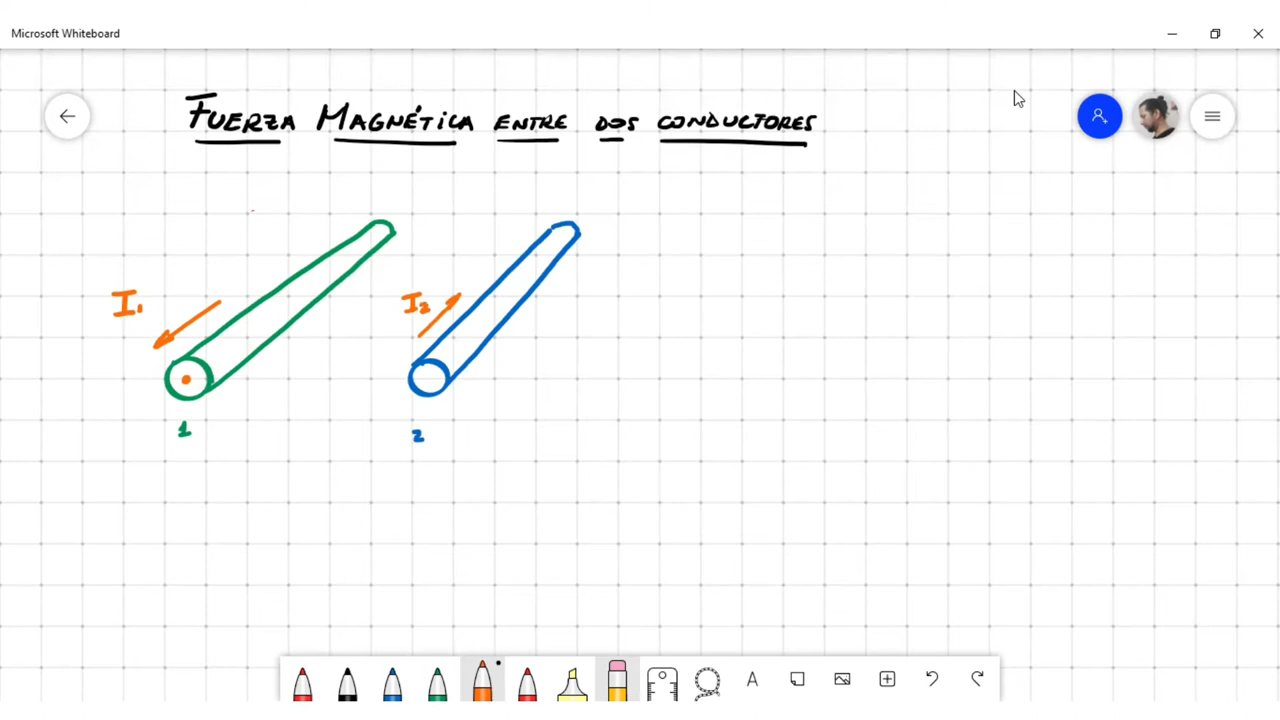 Microsoft Whiteboard
FUERZA MAGNÉTICA ENTRE DOS CONDUCTORES
I₁
I₂
1
2
A